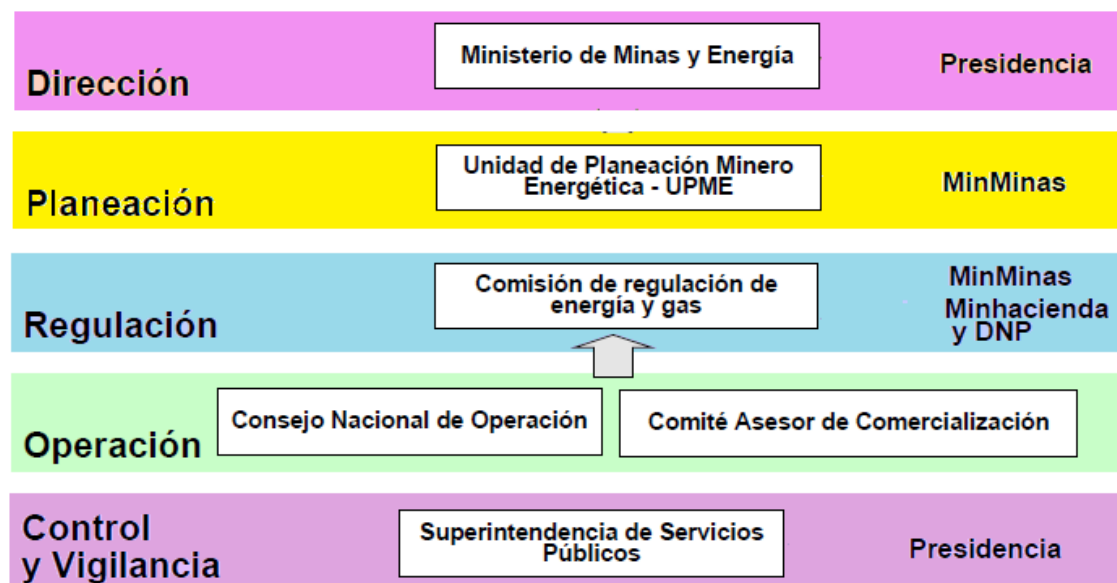 Dirección
Ministerio de Minas y Energía
Presidencia
Planeación
Unidad de Planeación Minero
Energética - UPME
MinMinas
Regulación
Comisión de regulación de
energía y gas
MinMinas
Minhacienda
y DNP
Operación
Consejo Nacional de Operación
Comité Asesor de Comercialización
Control
y Vigilancia
Superintendencia de Servicios
Públicos
Presidencia